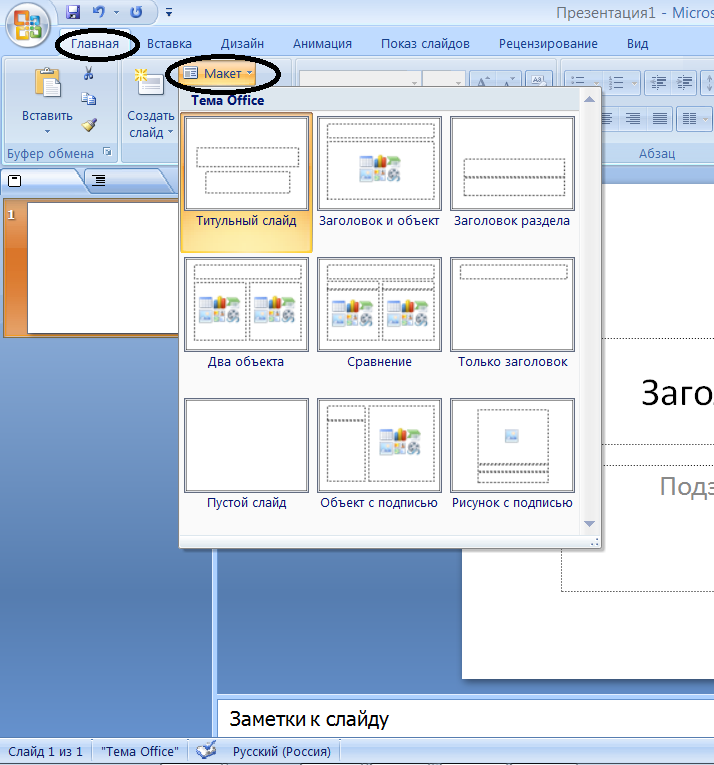 Презентация1 - Micros
Главная Вставка Дизайн Анимация Показ слайдов Рецензирование Вид
Макет
Вставить
Создать
слайд
Буфер обмена
Абзац
Тема Office
Титульный слайд Заголовок и объект Заголовок раздела
Два объекта Сравнение Только заголовок
Пустой слайд Объект с подписью Рисунок с подписью
1
Заго
Подз
Заметки к слайду
Слайд 1 из 1 "Тема Office" Русский (Россия)